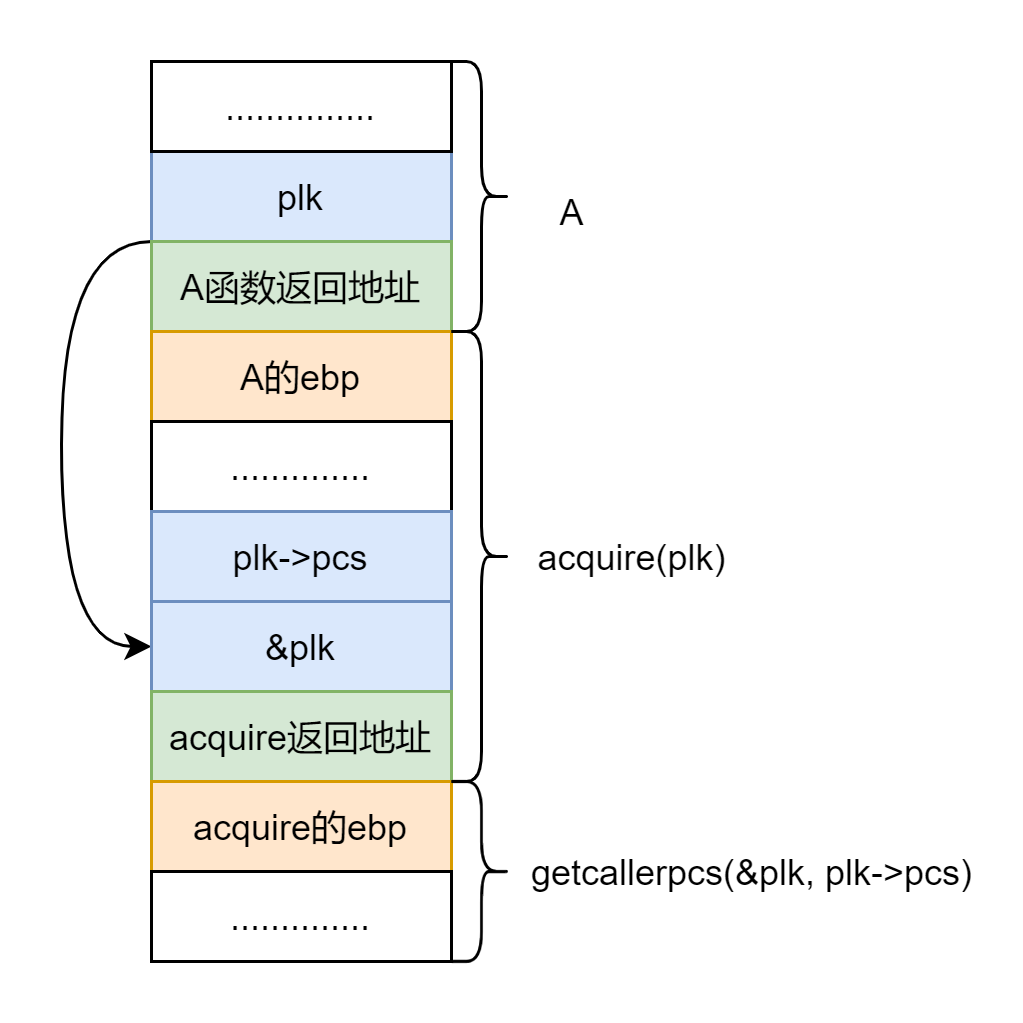 ...............
plk
A函数返回地址
A
A的ebp
..............
plk->pcs
acquire(plk)
&plk
acquire返回地址
acquire的ebp
getcallerpcs(&plk, plk->pcs)
..............